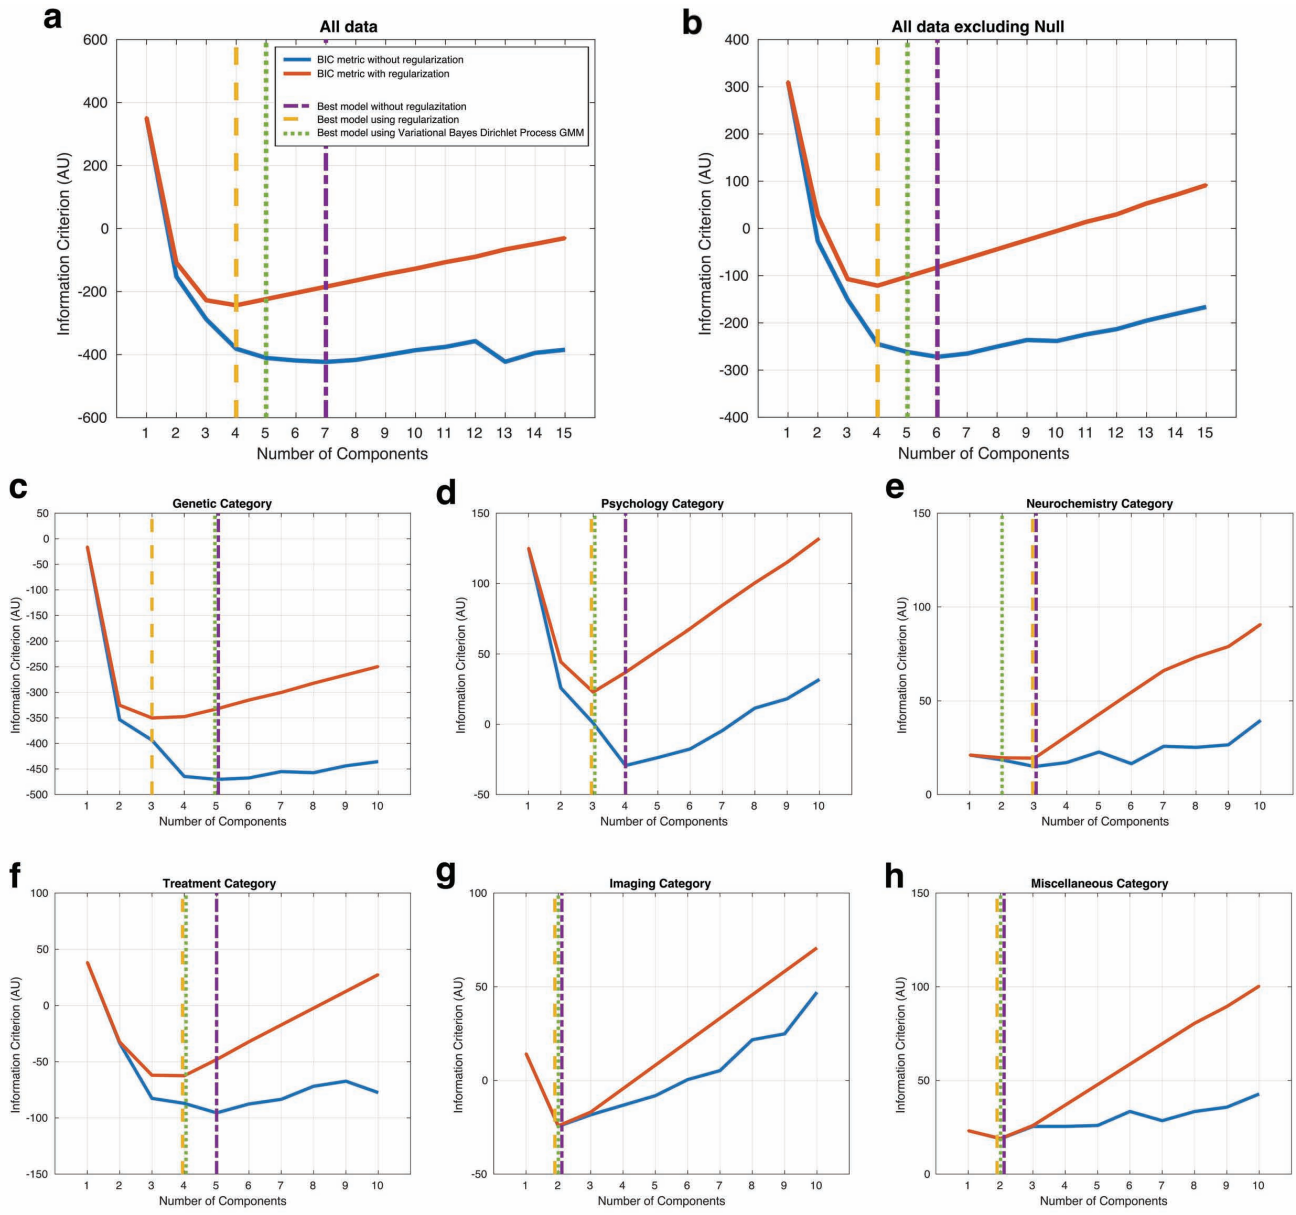 a
All data
600
400
200
0
-200
-400
-600
Information Criterion (AU)
BIC metric without regularization
BIC metric with regularization
Best model without regulazitation
Best model using regularization
Best model using Variational Bayes Dirichlet Process GMM
1 2 3 4 5 6 7 8 9 10 11 12 13 14 15
Number of Components
b
All data excluding Null
400
300
200
100
0
-100
-200
-300
-400
Information Criterion (AU)
1 2 3 4 5 6 7 8 9 10 11 12 13 14 15
Number of Components
c
Genetic Category
50
0
-50
-100
-150
-200
-250
-300
-350
-400
-450
-500
Information Criterion (AU)
1 2 3 4 5 6 7 8 9 10
Number of Components
d
Psychology Category
150
100
50
0
-50
Information Criterion (AU)
1 2 3 4 5 6 7 8 9 10
Number of Components
e
Neurochemistry Category
150
100
50
0
Information Criterion (AU)
1 2 3 4 5 6 7 8 9 10
Number of Components
f
Treatment Category
100
50
0
-50
-100
-150
Information Criterion (AU)
1 2 3 4 5 6 7 8 9 10
Number of Components
g
Imaging Category
100
50
0
-50
Information Criterion (AU)
1 2 3 4 5 6 7 8 9 10
Number of Components
h
Miscellaneous Category
150
100
50
0
Information Criterion (AU)
1 2 3 4 5 6 7 8 9 10
Number of Components